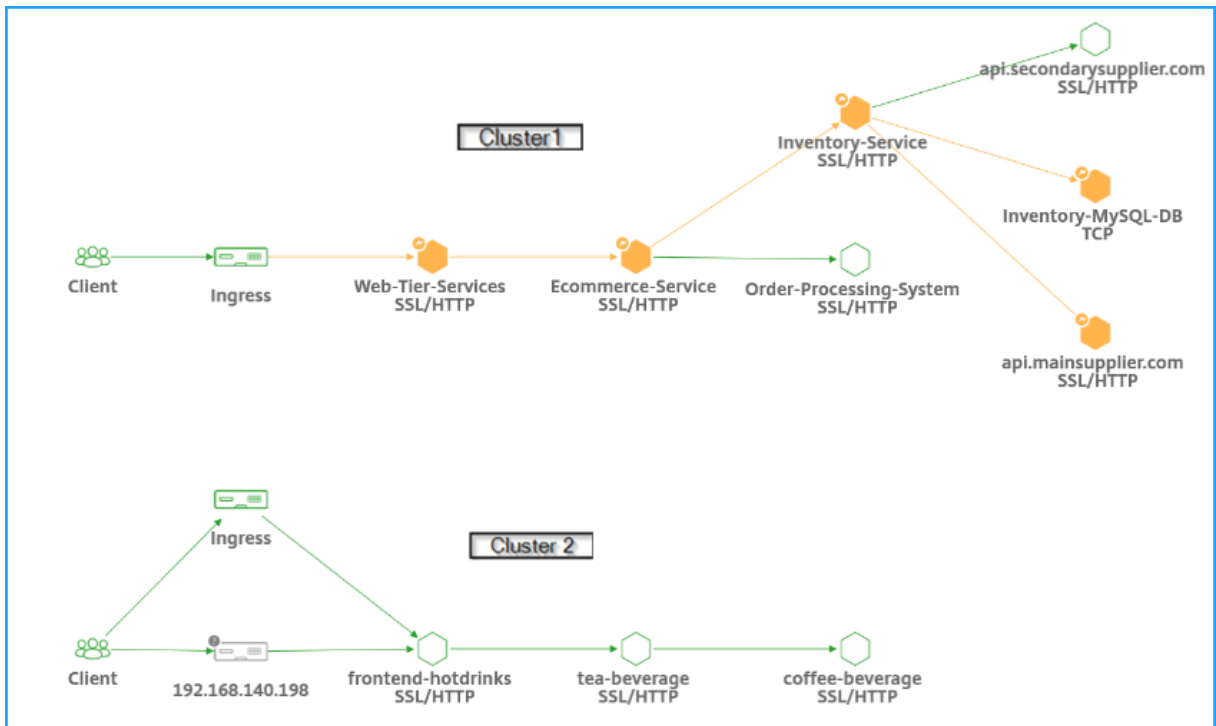 api.secondarysupplier.com
SSL/HTTP
Cluster1
Inventory-Service
SSL/HTTP
Inventory-MySQL-DB
TCP
Client
Ingress
Web-Tier-Services
SSL/HTTP
Ecommerce-Service
SSL/HTTP
Order-Processing-System
SSL/HTTP
api.mainsupplier.com
SSL/HTTP
Ingress
Cluster 2
?
Client
192.168.140.198
frontend-hotdrinks
SSL/HTTP
tea-beverage
SSL/HTTP
coffee-beverage
SSL/HTTP